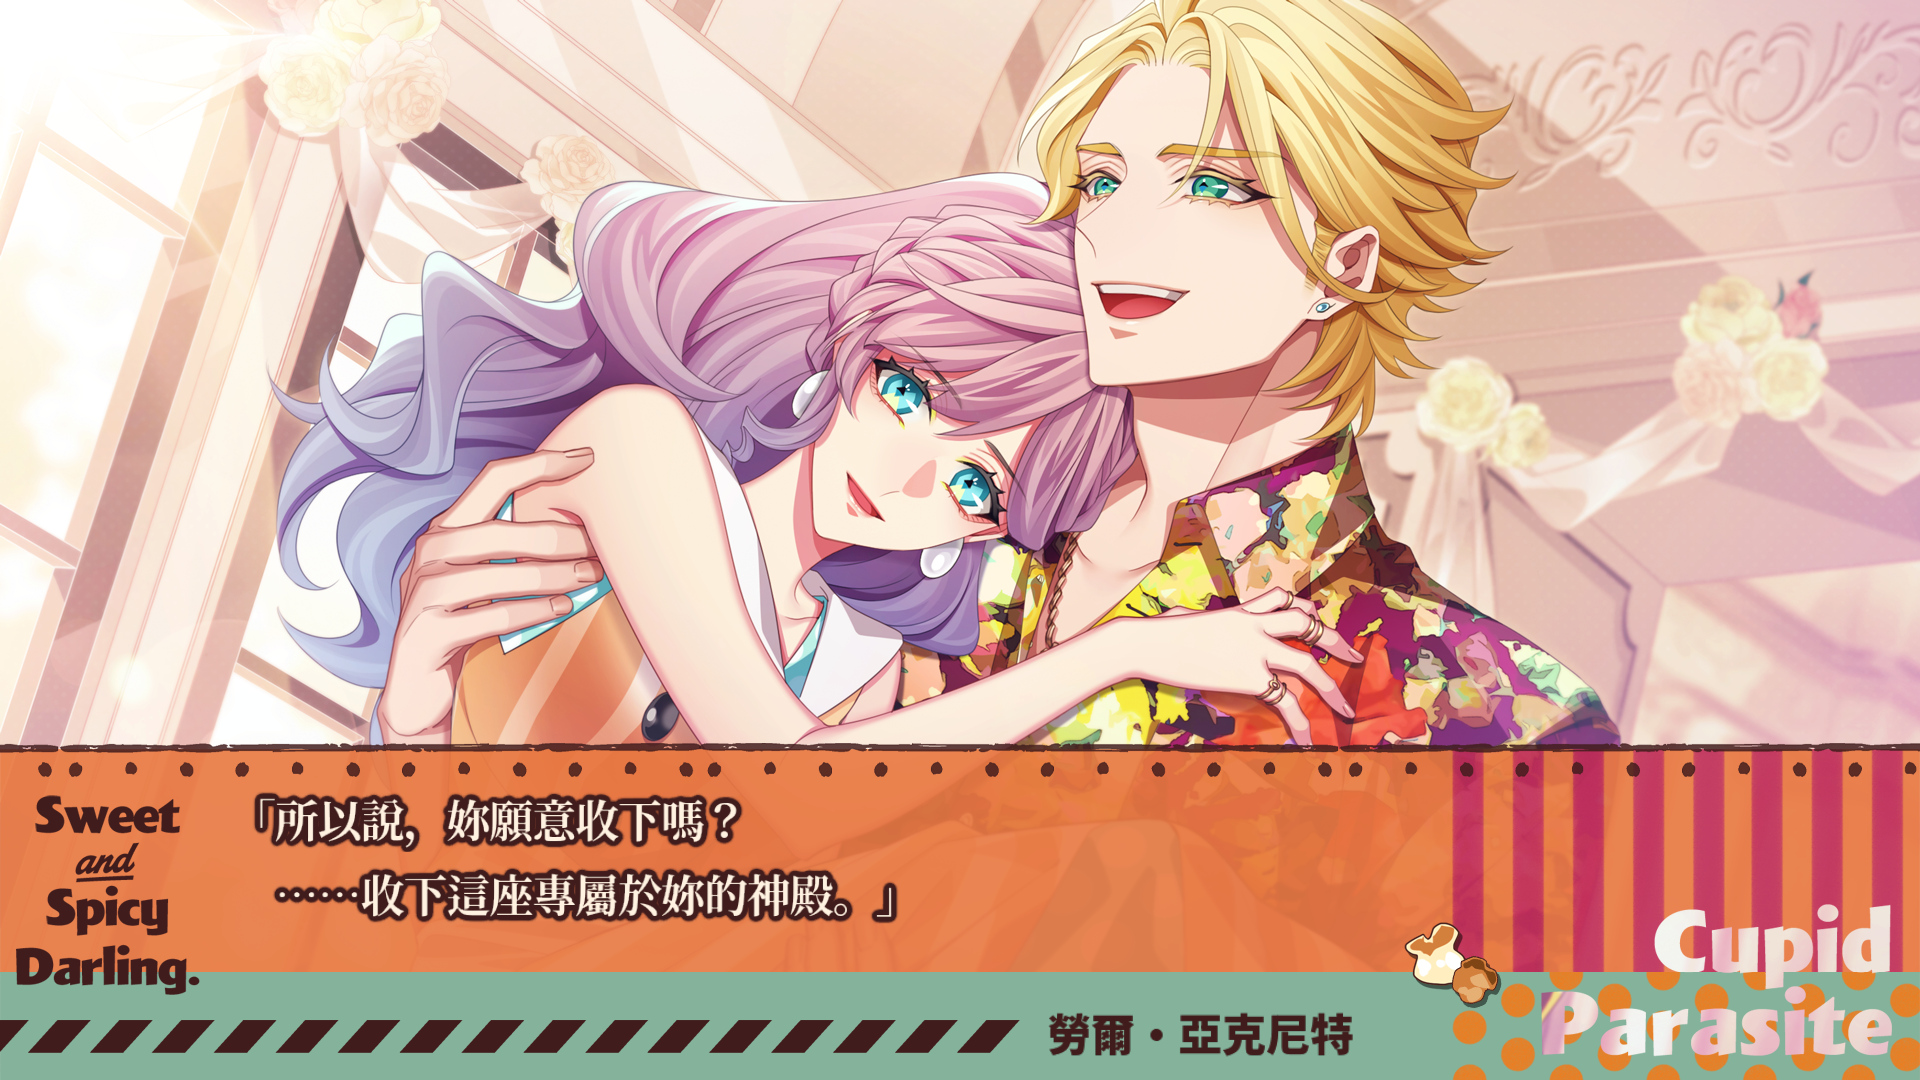 「所以說，妳願意收下嗎？
……收下這座專屬於妳的神殿。」
Sweet
and
Spicy
Darling.
勞爾・亞克尼特
Cupid
Parasite